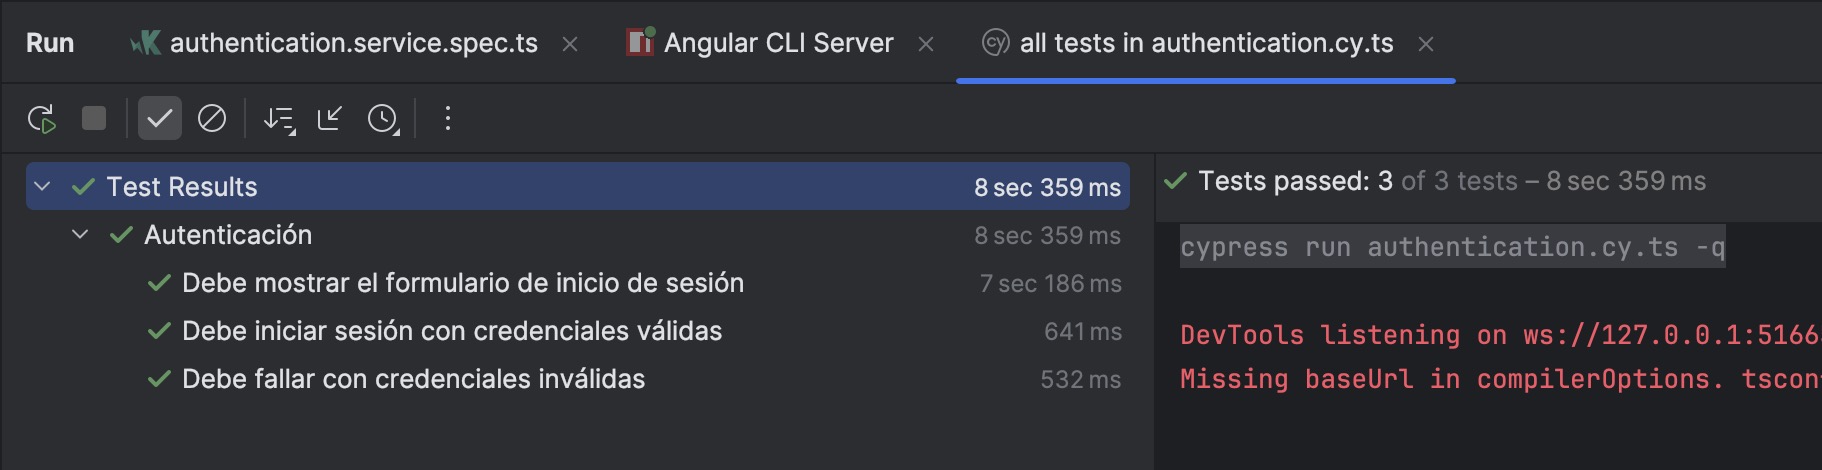 Run authentication.service.spec.ts Angular CLI Server all tests in authentication.cy.ts
Test Results 8 sec 359 ms
Tests passed: 3 of 3 tests – 8 sec 359 ms
Autenticación 8 sec 359 ms
cypress run authentication.cy.ts -q
Debe mostrar el formulario de inicio de sesión 7 sec 186 ms
Debe iniciar sesión con credenciales válidas 641 ms
DevTools listening on ws://127.0.0.1:5166
Debe fallar con credenciales inválidas 532 ms
Missing baseUrl in compilerOptions. tscon